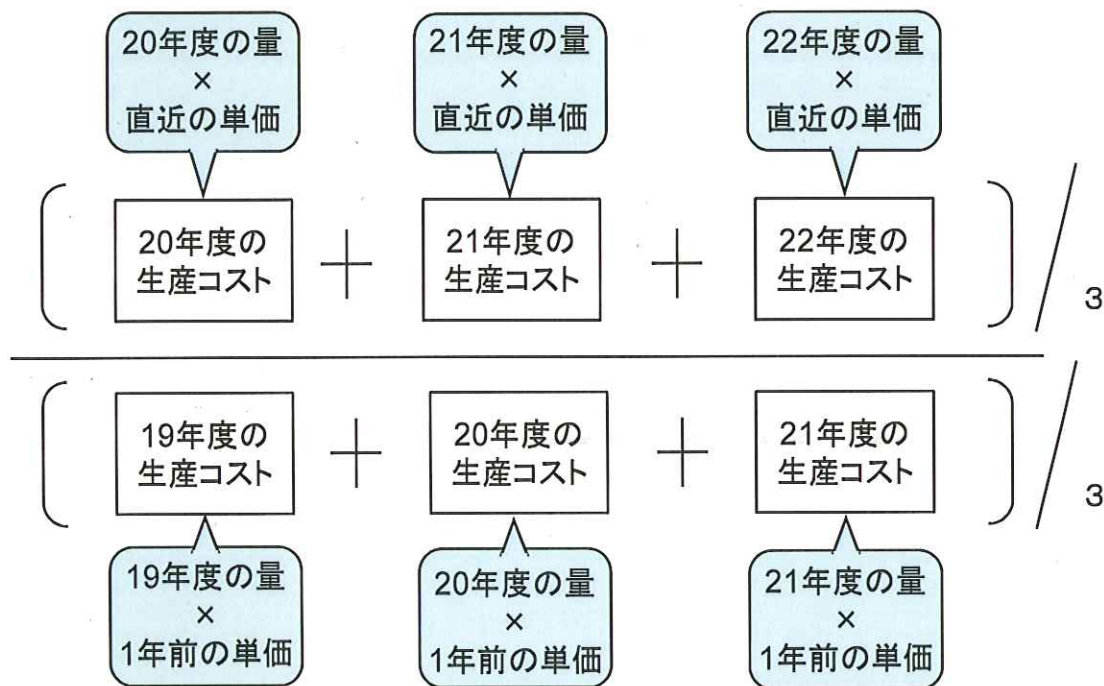 20年度の量
×
直近の単価
21年度の量
×
直近の単価
22年度の量
×
直近の単価
20年度の
生産コスト
+
21年度の
生産コスト
+
22年度の
生産コスト
3
19年度の
生産コスト
+
20年度の
生産コスト
+
21年度の
生産コスト
3
19年度の量
×
1年前の単価
20年度の量
×
1年前の単価
21年度の量
×
1年前の単価